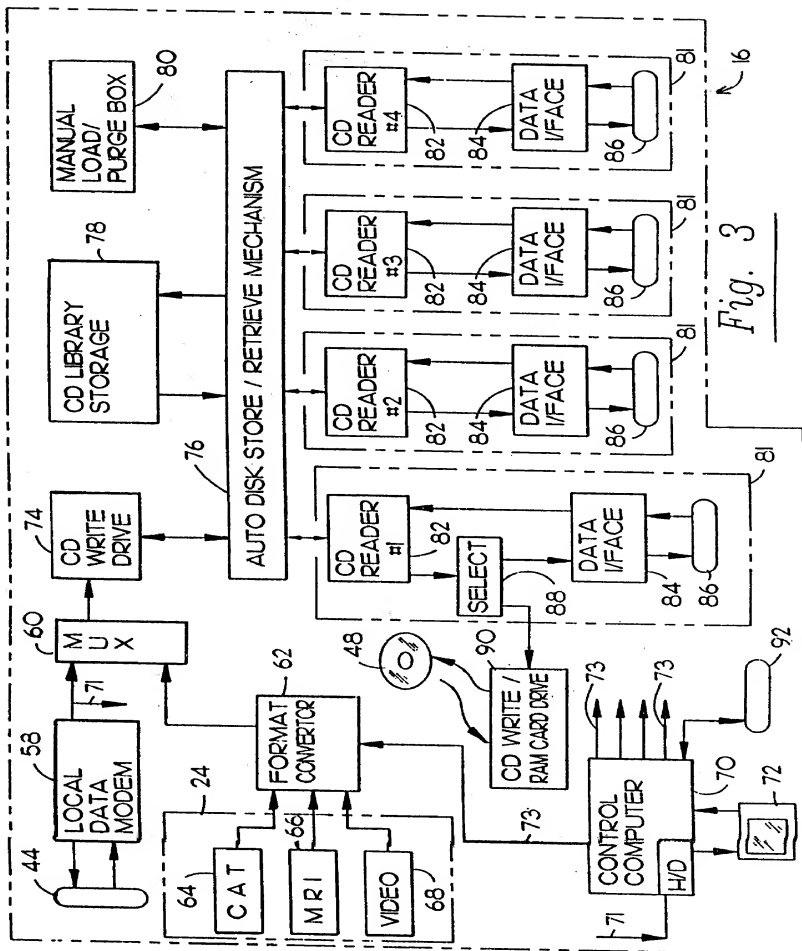 44
LOCAL
DATA
MODEM
58
71
MUX
60
CD
WRITE
DRIVE
74
CD LIBRARY
STORAGE
78
MANUAL
LOAD/
PURGE BOX
80
24
CAT
64
MRI
66
VIDEO
68
FORMAT
CONVERTOR
62
76
AUTO DISK STORE / RETRIEVE MECHANISM
CD
READER
#1
82
SELECT
88
DATA
I/FACE
84
86
81
CD
READER
#2
82
84
DATA
I/FACE
86
81
CD
READER
#3
82
84
DATA
I/FACE
86
81
CD
READER
#4
82
84
DATA
I/FACE
86
81
48
90
CD WRITE /
RAM CARD DRIVE
73
73
73
71
CONTROL
COMPUTER
H/D
70
72
92
16
Fig. 3